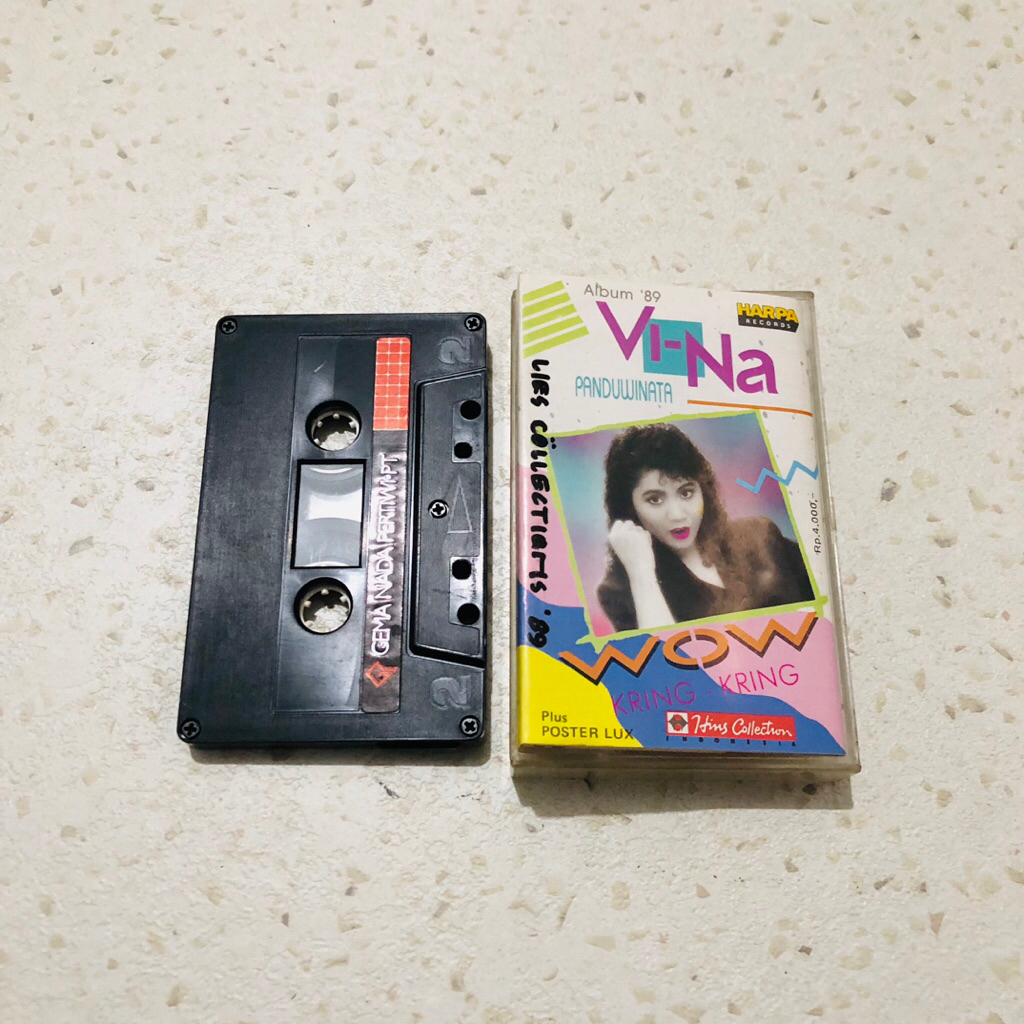 2
GEMA NADA PERTIWI•PT
2
Album '89
HARPA
RECORDS
VI-NA
PANDUWINATA
LIES CÖLLECTIONS '89
Rp.4.000,-
WOW
KRING - KRING
Plus
POSTER LUX
Hins Collection
INDONESIA